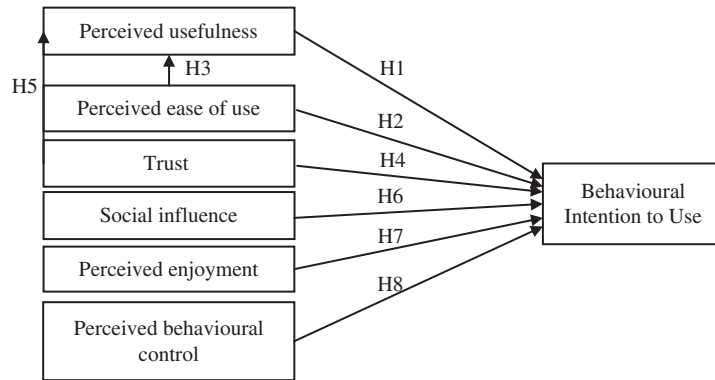 Perceived usefulness
H1
H3
H5
Perceived ease of use
H2
Trust
H4
Behavioural
Intention to Use
Social influence
H6
H7
Perceived enjoyment
H8
Perceived behavioural
control